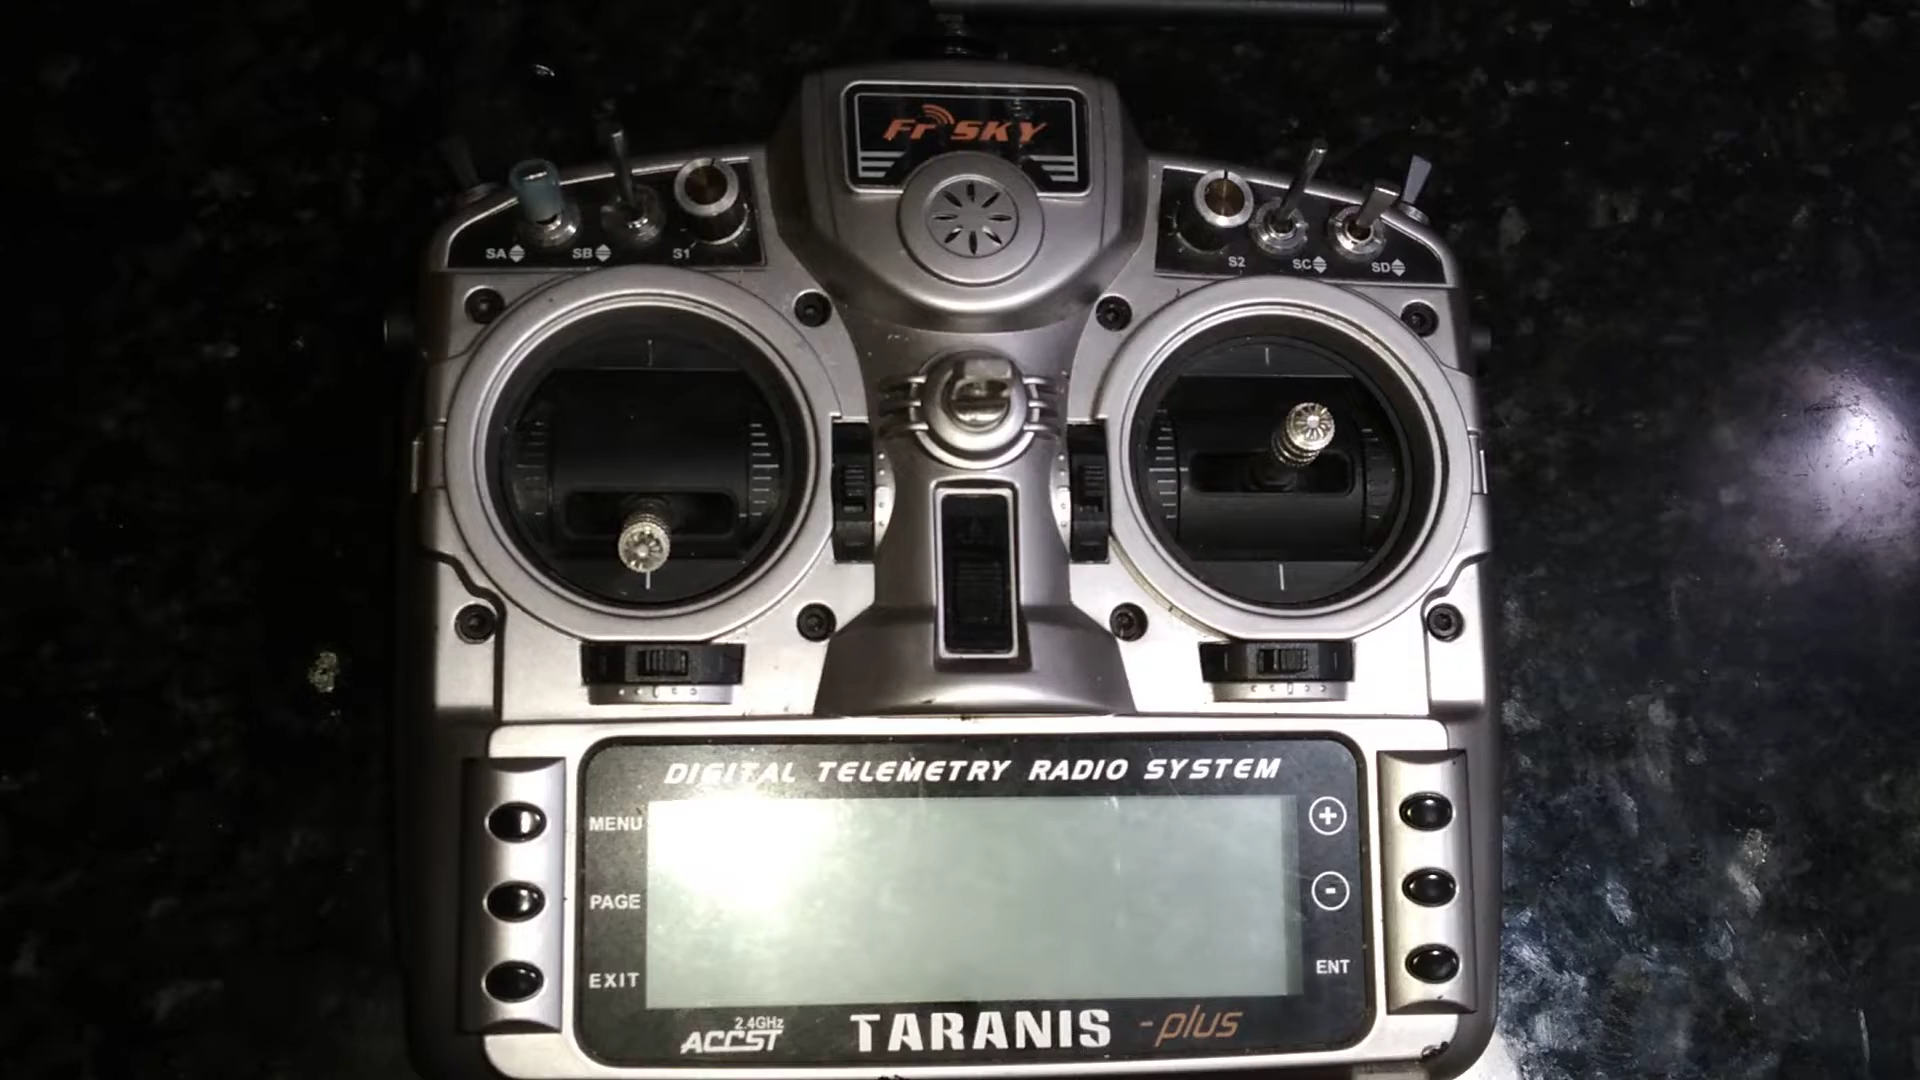 FrSKY
SA SB S1
S2 SC SD
DIGITAL TELEMETRY RADIO SYSTEM
MENU +
PAGE -
EXIT ENT
2.4GHz
ACCST TARANIS -plus